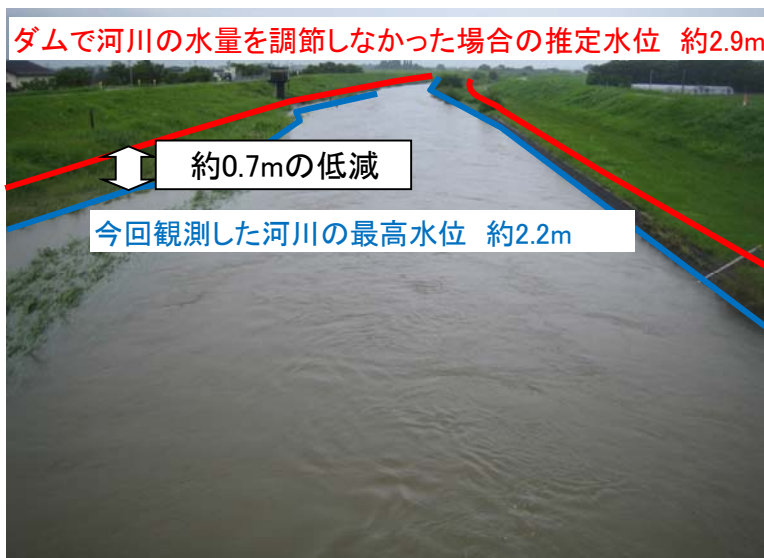 ダムで河川の水量を調節しなかった場合の推定水位 約2.9m
約0.7mの低減
今回観測した河川の最高水位 約2.2m